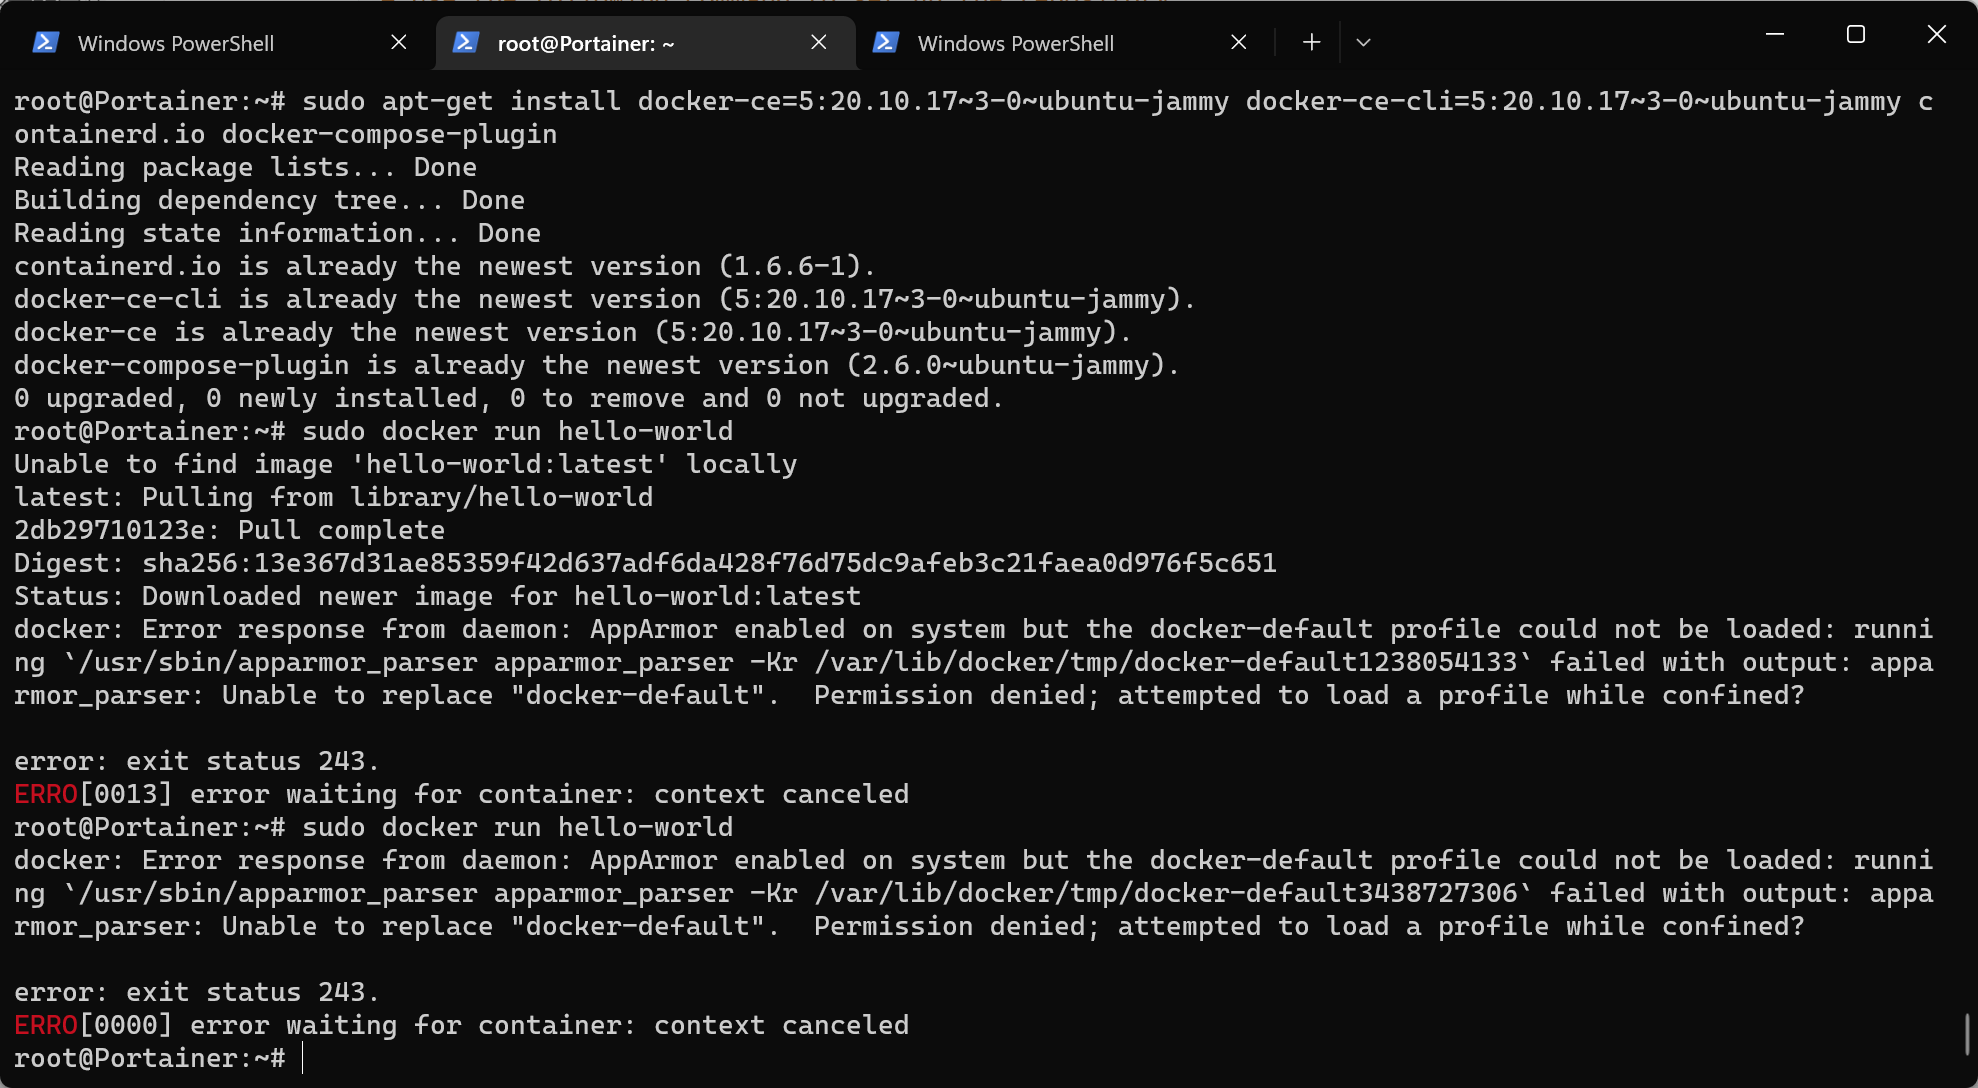 Windows PowerShell
root@Portainer: ~
Windows PowerShell
root@Portainer:~# sudo apt-get install docker-ce=5:20.10.17~3-0~ubuntu-jammy docker-ce-cli=5:20.10.17~3-0~ubuntu-jammy c
ontainerd.io docker-compose-plugin
Reading package lists... Done
Building dependency tree... Done
Reading state information... Done
containerd.io is already the newest version (1.6.6-1).
docker-ce-cli is already the newest version (5:20.10.17~3-0~ubuntu-jammy).
docker-ce is already the newest version (5:20.10.17~3-0~ubuntu-jammy).
docker-compose-plugin is already the newest version (2.6.0~ubuntu-jammy).
0 upgraded, 0 newly installed, 0 to remove and 0 not upgraded.
root@Portainer:~# sudo docker run hello-world
Unable to find image 'hello-world:latest' locally
latest: Pulling from library/hello-world
2db29710123e: Pull complete
Digest: sha256:13e367d31ae85359f42d637adf6da428f76d75dc9afeb3c21faea0d976f5c651
Status: Downloaded newer image for hello-world:latest
docker: Error response from daemon: AppArmor enabled on system but the docker-default profile could not be loaded: runni
ng `/usr/sbin/apparmor_parser apparmor_parser -Kr /var/lib/docker/tmp/docker-default1238054133` failed with output: appa
rmor_parser: Unable to replace "docker-default".  Permission denied; attempted to load a profile while confined?
error: exit status 243.
ERRO[0013] error waiting for container: context canceled
root@Portainer:~# sudo docker run hello-world
docker: Error response from daemon: AppArmor enabled on system but the docker-default profile could not be loaded: runni
ng `/usr/sbin/apparmor_parser apparmor_parser -Kr /var/lib/docker/tmp/docker-default3438727306` failed with output: appa
rmor_parser: Unable to replace "docker-default".  Permission denied; attempted to load a profile while confined?
error: exit status 243.
ERRO[0000] error waiting for container: context canceled
root@Portainer:~#